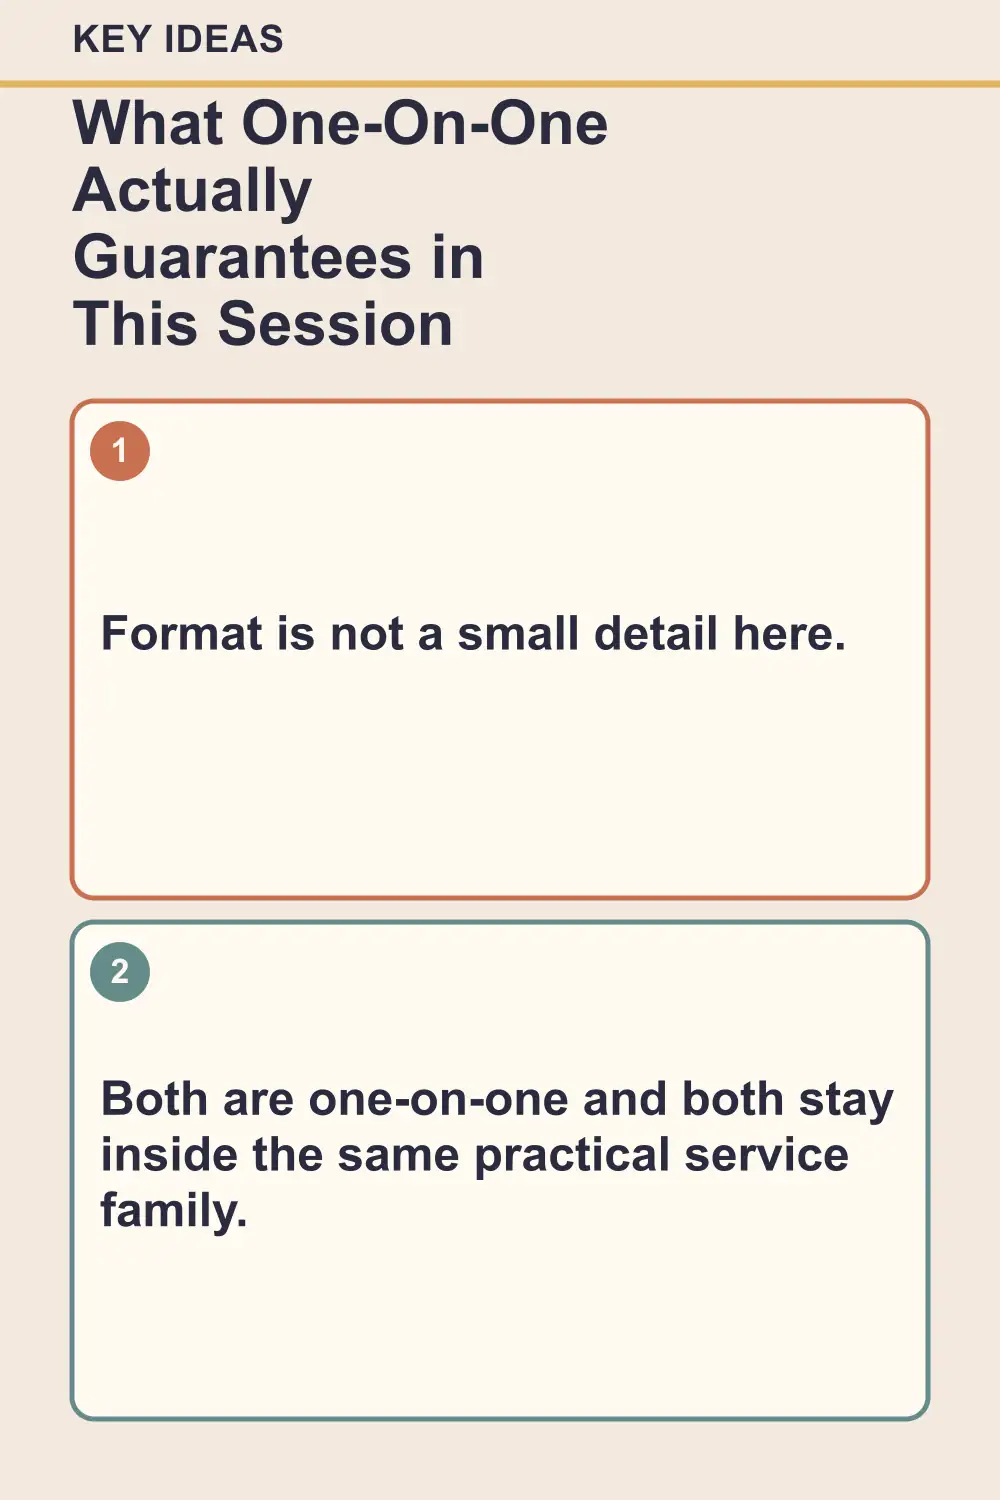 KEY IDEAS
What One-On-One
Actually
Guarantees in
This Session
1
Format is not a small detail here.
2
Both are one-on-one and both stay
inside the same practical service
family.